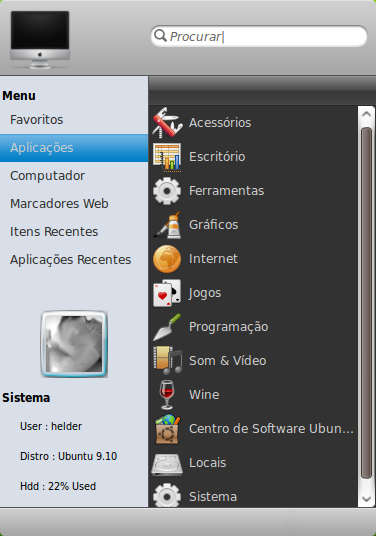 Procurar
Menu
Favoritos
Aplicações
Computador
Marcadores Web
Itens Recentes
Aplicações Recentes
Sistema
User : helder
Distro : Ubuntu 9.10
Hdd : 22% Used
Acessórios
Escritório
Ferramentas
Gráficos
Internet
Jogos
Programação
Som & Vídeo
Wine
Centro de Software Ubun...
Locais
Sistema